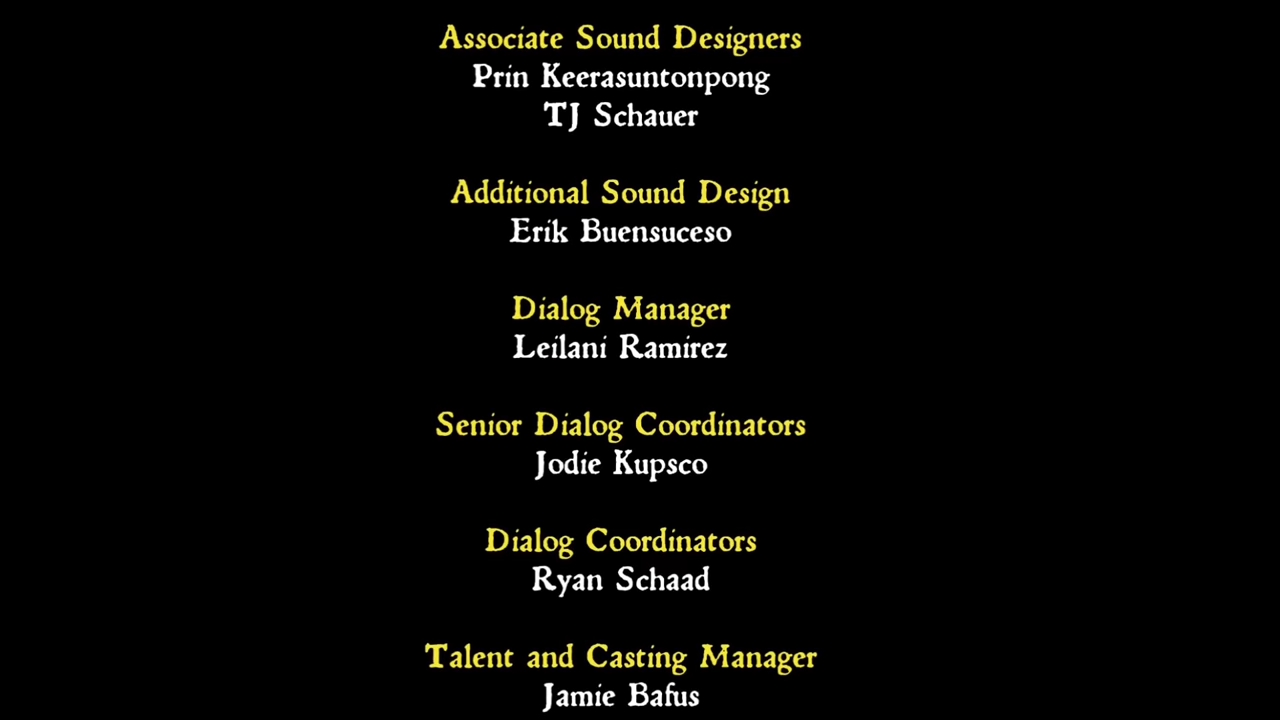 Associate Sound Designers
Prin Keerasuntonpong
TJ Schauer
Additional Sound Design
Erik Buensuceso
Dialog Manager
Leilani Ramirez
Senior Dialog Coordinators
Jodie Kupsco
Dialog Coordinators
Ryan Schaad
Talent and Casting Manager
Jamie Bafus